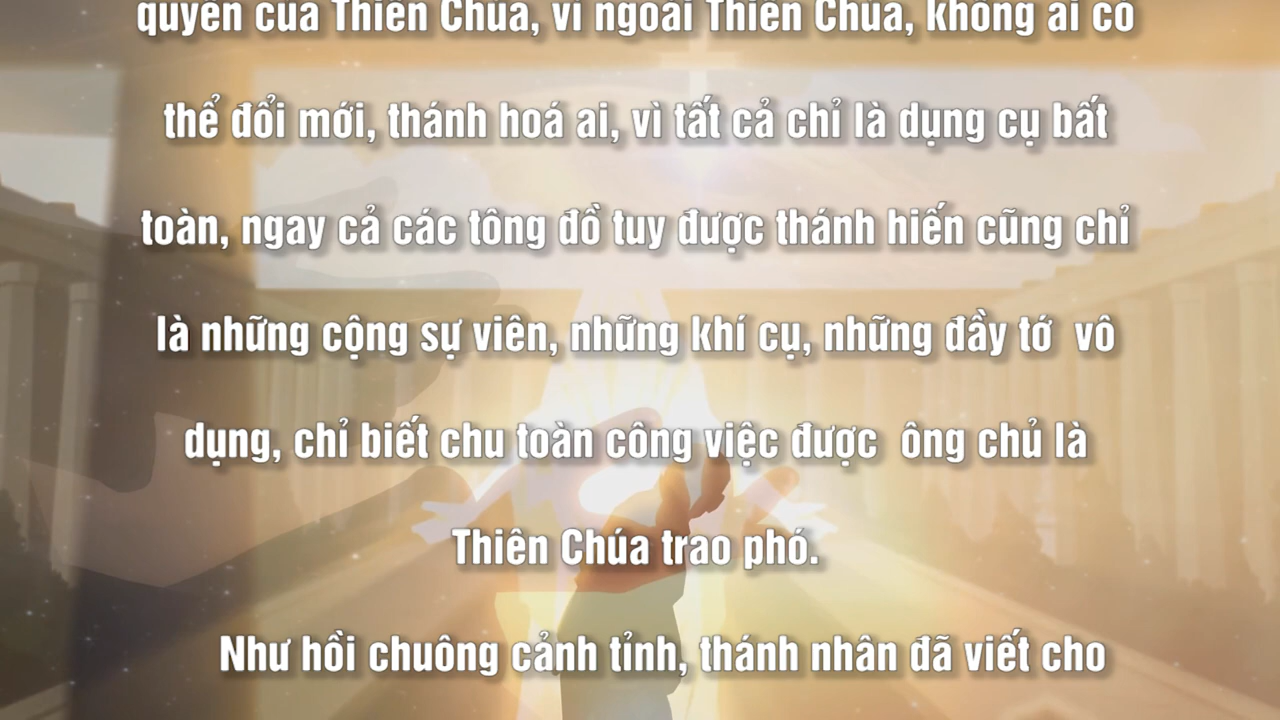 quyền của Thiên Chúa, vì ngoài Thiên Chúa, không ai có
thể đổi mới, thánh hoá ai, vì tất cả chỉ là dụng cụ bất
toàn, ngay cả các tông đồ tuy được thánh hiến cũng chỉ
là những cộng sự viên, những khí cụ, những đầy tớ  vô
dụng, chỉ biết chu toàn công việc được  ông chủ là
Thiên Chúa trao phó.
Như hồi chuông cảnh tỉnh, thánh nhân đã viết cho